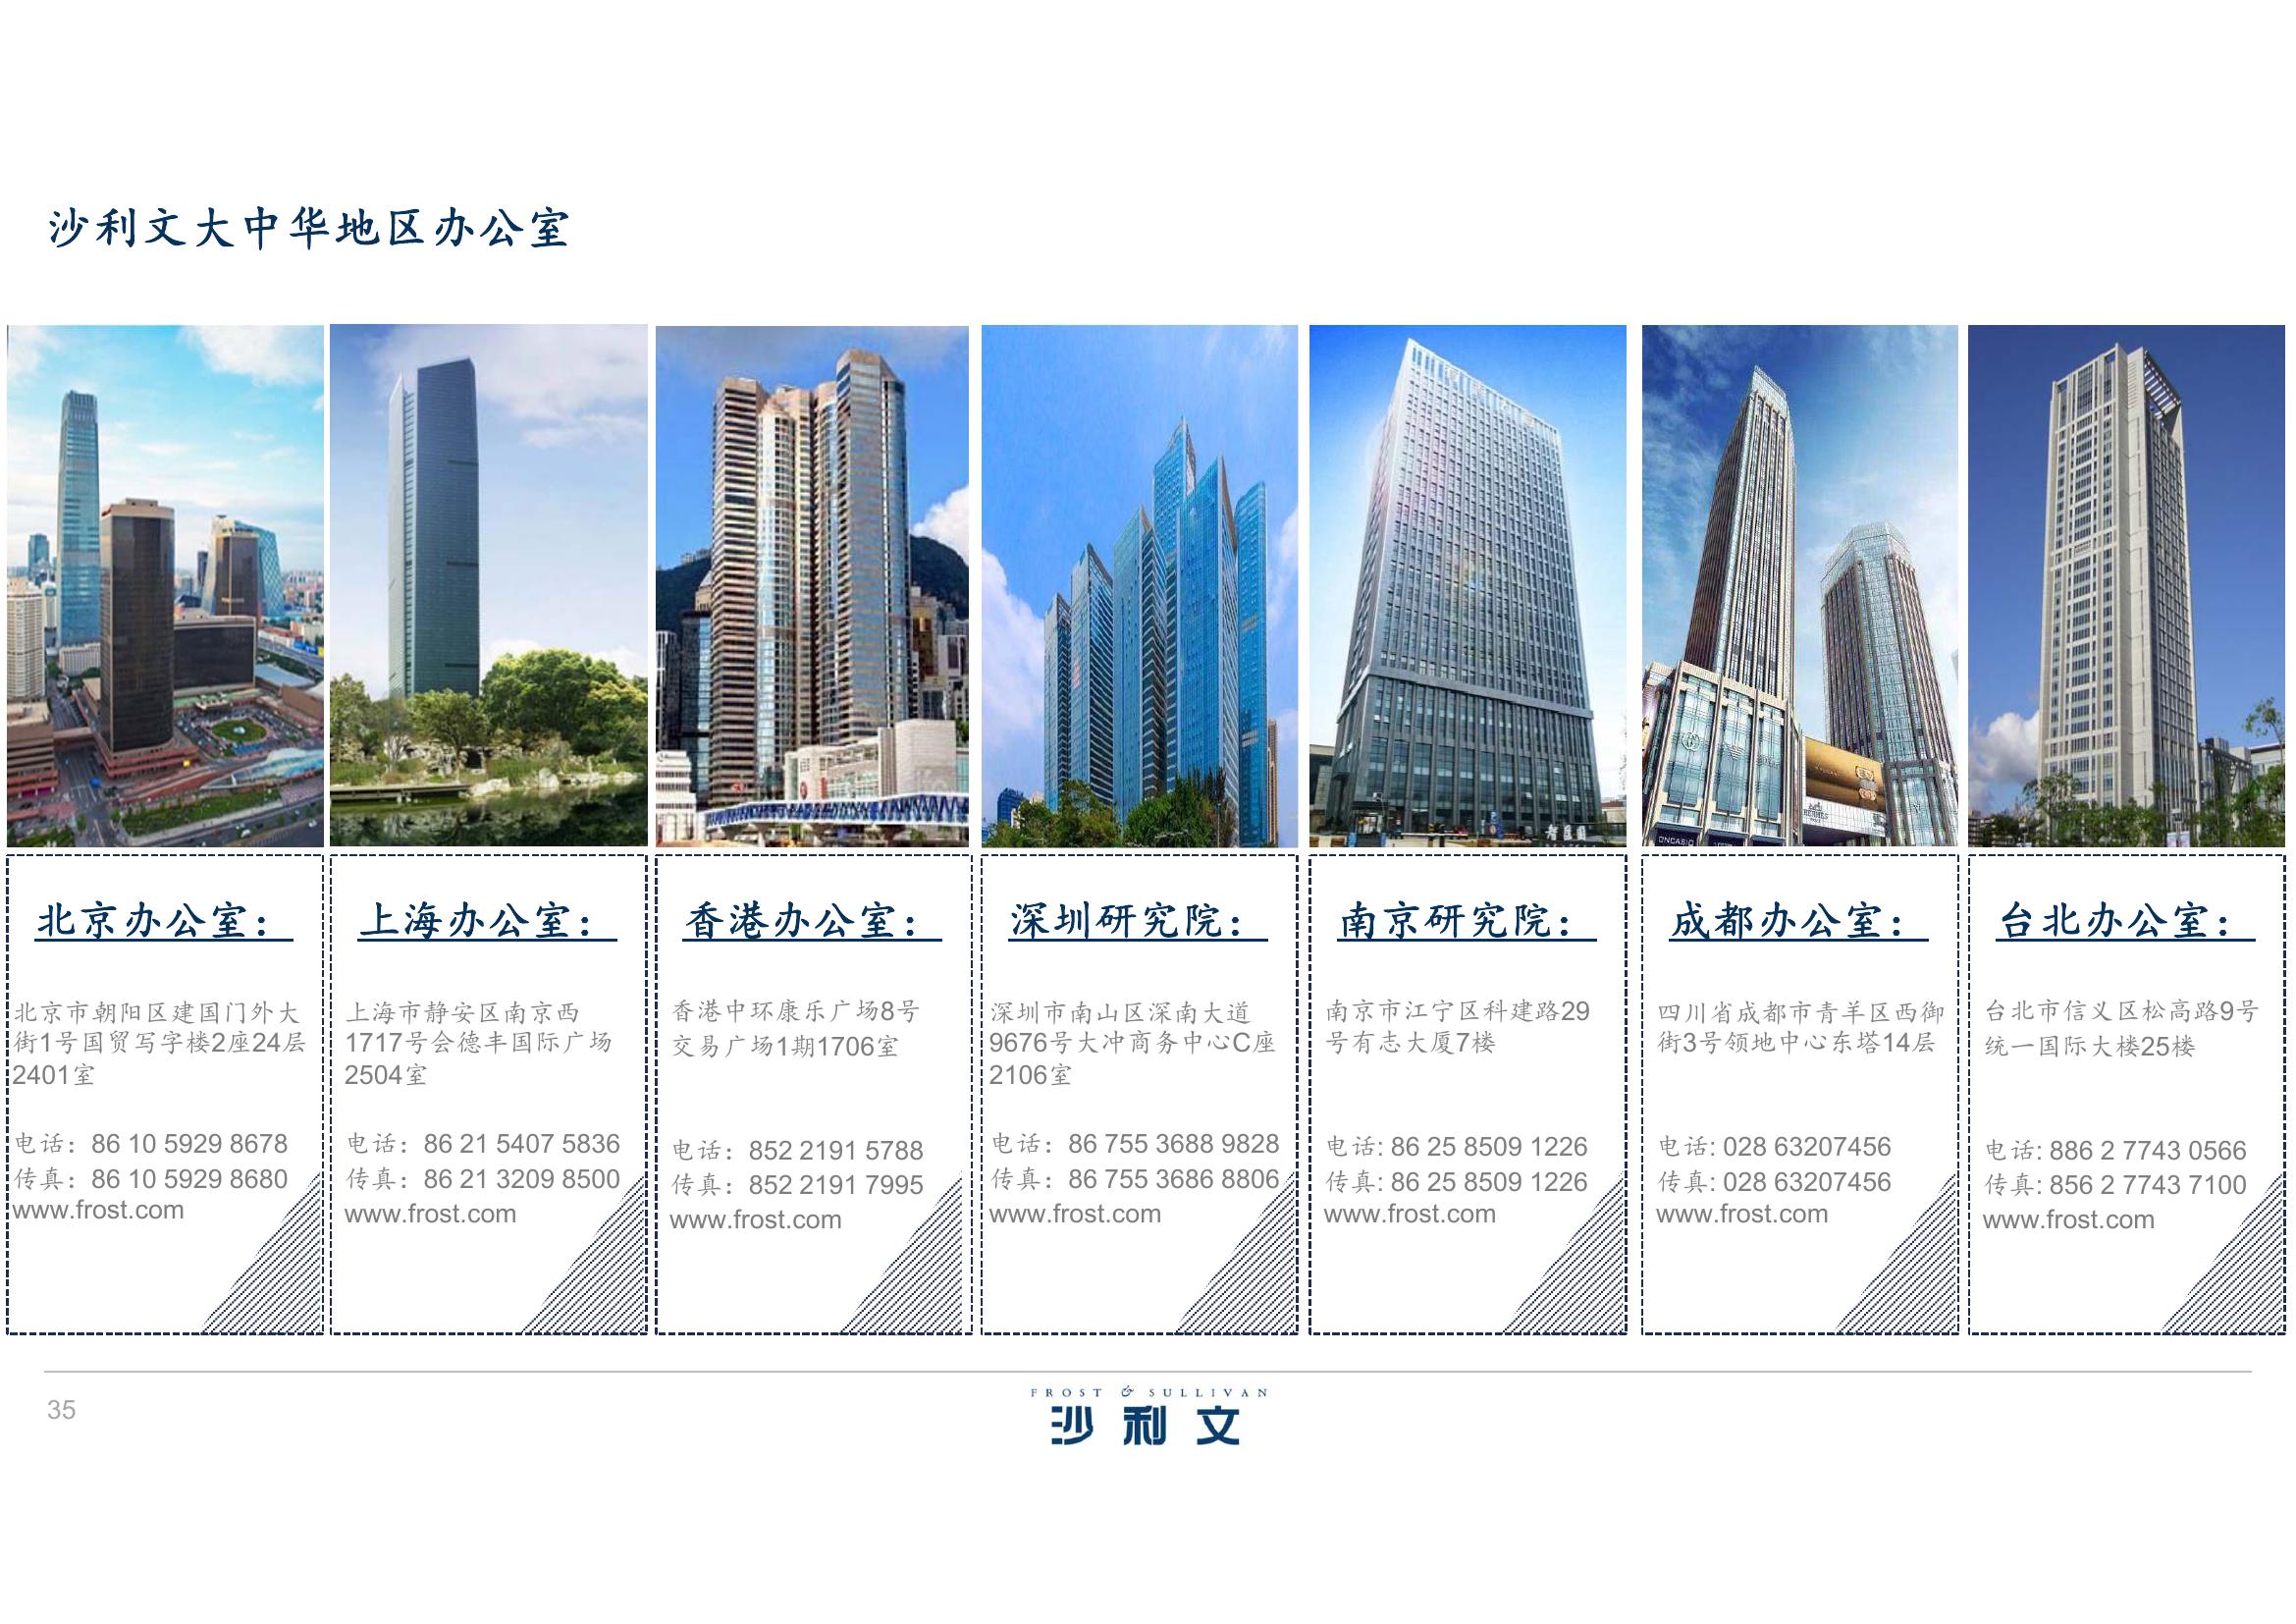 沙利文大中华地区办公室
北京办公室：
北京市朝阳区建国门外大
街1号国贸写字楼2座24层
2401室
电话：86 10 5929 8678
传真：86 10 5929 8680
www.frost.com
上海办公室：
上海市静安区南京西
1717号会德丰国际广场
2504室
电话：86 21 5407 5836
传真：86 21 3209 8500
www.frost.com
香港办公室：
香港中环康乐广场8号
交易广场1期1706室
电话：852 2191 5788
传真：852 2191 7995
www.frost.com
深圳研究院：
深圳市南山区深南大道
9676号大冲商务中心C座
2106室
电话：86 755 3688 9828
传真：86 755 3686 8806
www.frost.com
南京研究院：
南京市江宁区科建路29
号有志大厦7楼
电话: 86 25 8509 1226
传真: 86 25 8509 1226
www.frost.com
成都办公室：
四川省成都市青羊区西御
街3号领地中心东塔14层
电话: 028 63207456
传真: 028 63207456
www.frost.com
台北办公室：
台北市信义区松高路9号
统一国际大楼25楼
电话: 886 2 7743 0566
传真: 856 2 7743 7100
www.frost.com
35
FROST & SULLIVAN
沙利文